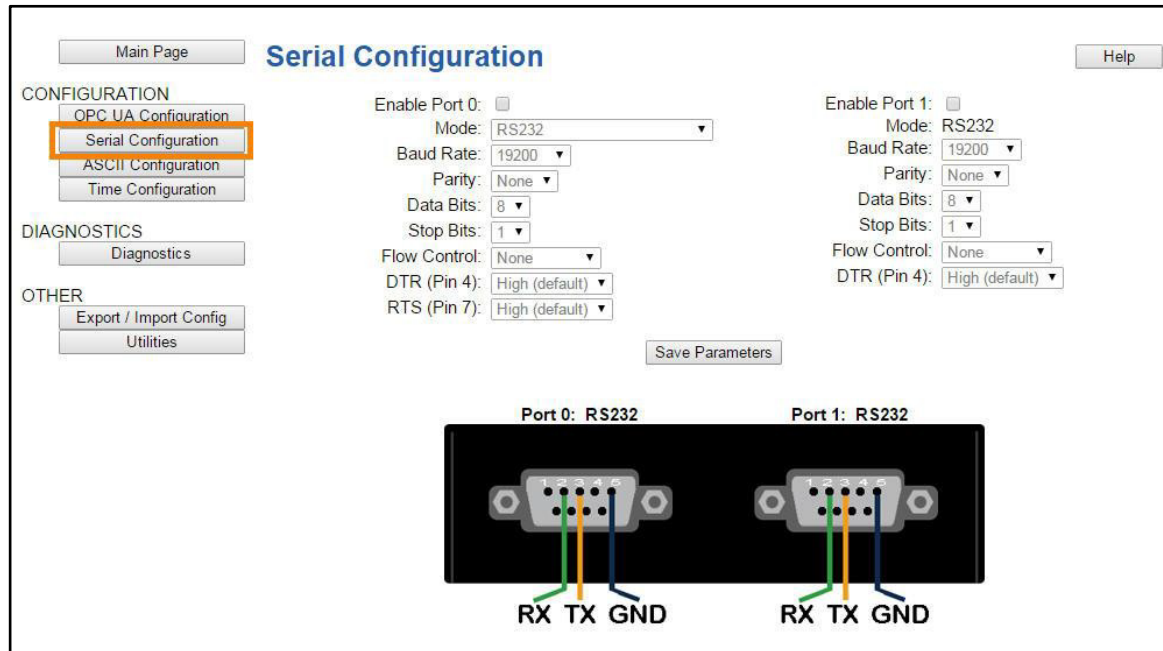 Main Page
Serial Configuration
Help
CONFIGURATION
OPC UA Configuration
Serial Configuration
ASCII Configuration
Time Configuration
DIAGNOSTICS
Diagnostics
OTHER
Export / Import Config
Utilities
Enable Port 0:
Mode: RS232
Baud Rate: 19200
Parity: None
Data Bits: 8
Stop Bits: 1
Flow Control: None
DTR (Pin 4): High (default)
RTS (Pin 7): High (default)
Enable Port 1:
Mode: RS232
Baud Rate: 19200
Parity: None
Data Bits: 8
Stop Bits: 1
Flow Control: None
DTR (Pin 4): High (default)
Save Parameters
Port 0: RS232
Port 1: RS232
1 2 3 4 5
1 2 3 4 5
RX TX GND
RX TX GND